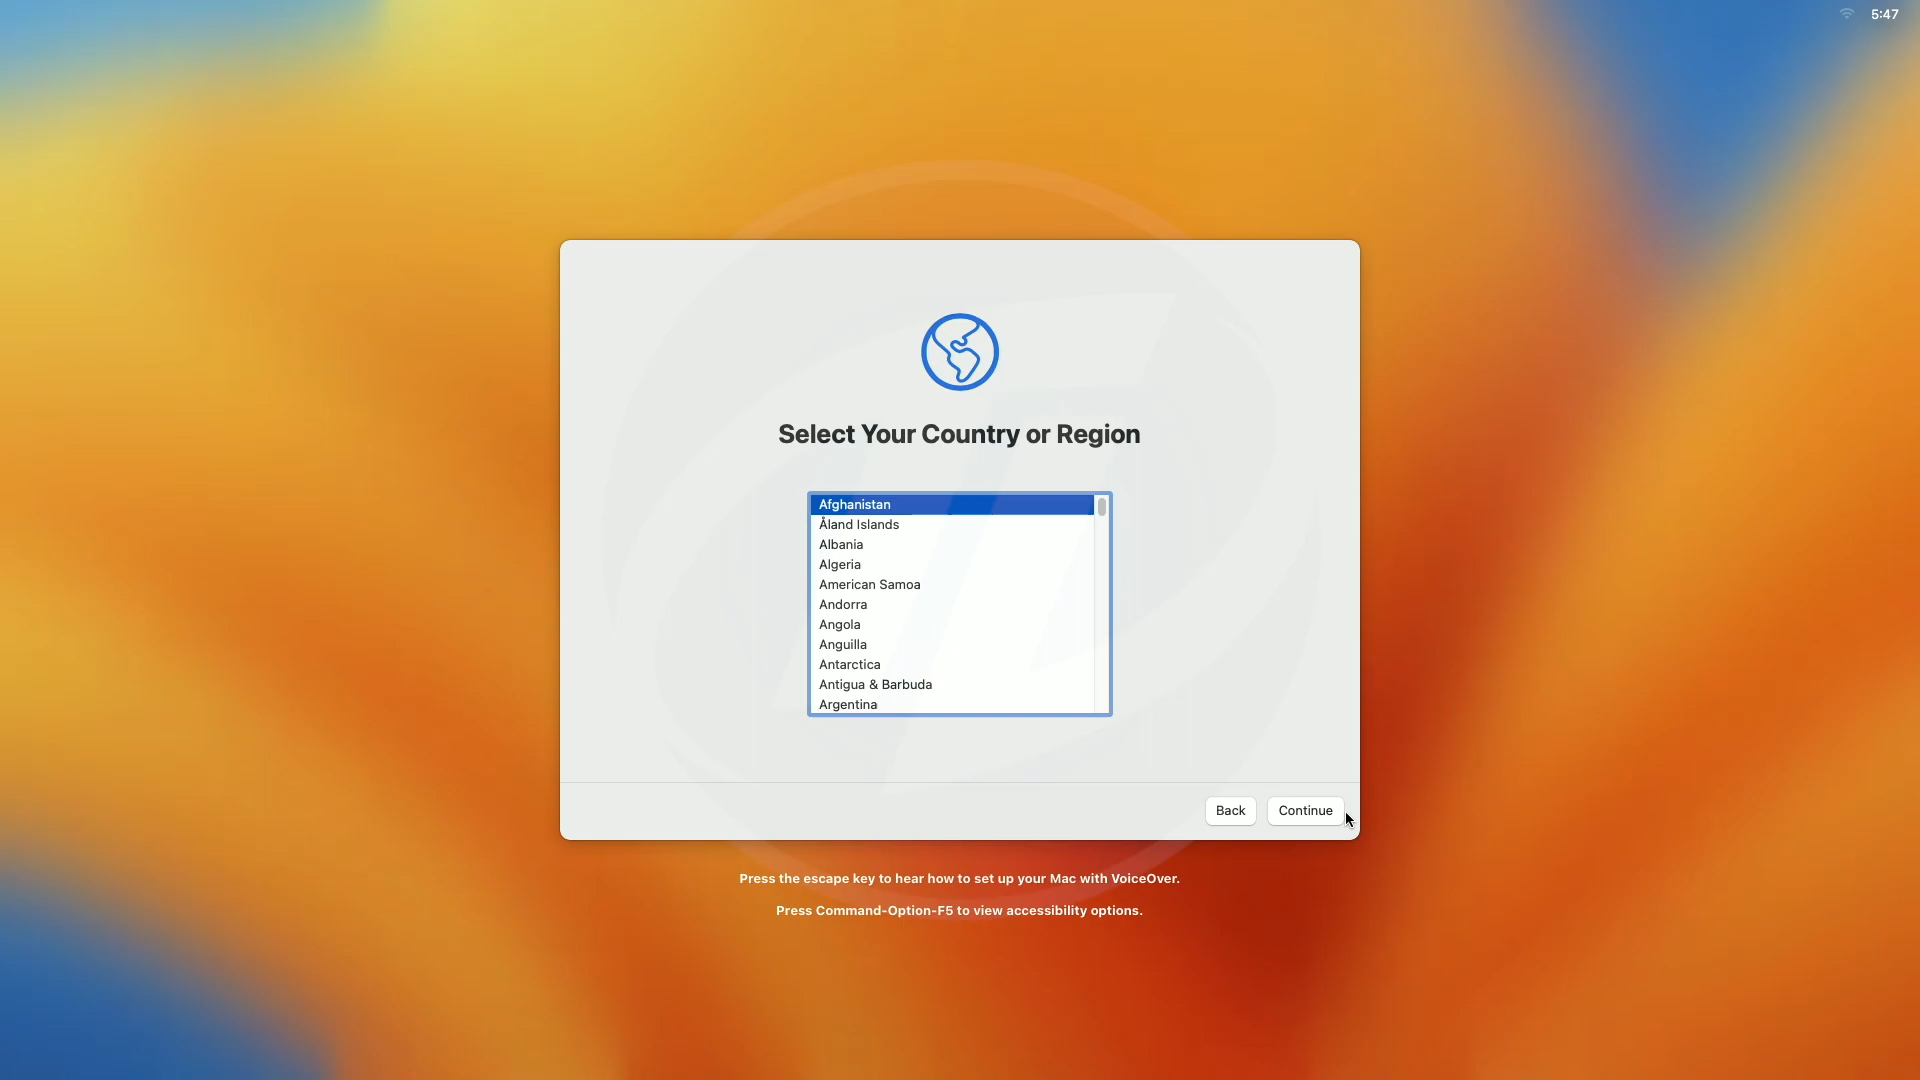 5:47
Select Your Country or Region
Afghanistan
Åland Islands
Albania
Algeria
American Samoa
Andorra
Angola
Anguilla
Antarctica
Antigua & Barbuda
Argentina
Back
Continue
Press the escape key to hear how to set up your Mac with VoiceOver.
Press Command-Option-F5 to view accessibility options.